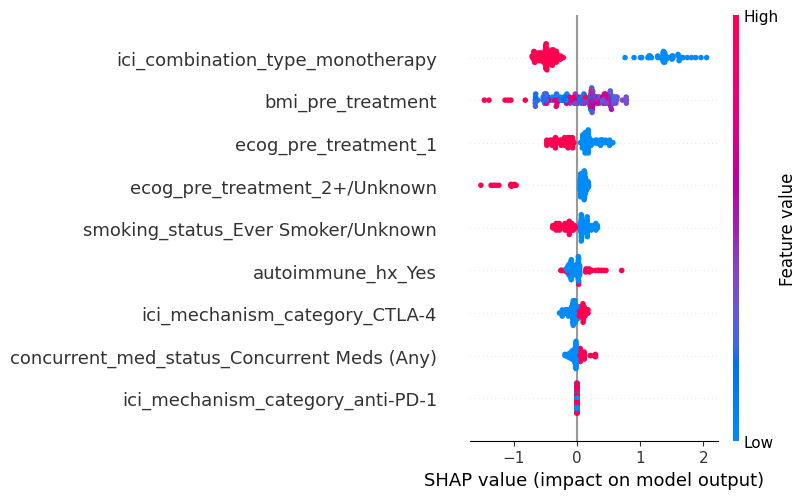 High
ici_combination_type_monotherapy
bmi_pre_treatment
ecog_pre_treatment_1
ecog_pre_treatment_2+/Unknown
smoking_status_Ever Smoker/Unknown
autoimmune_hx_Yes
ici_mechanism_category_CTLA-4
concurrent_med_status_Concurrent Meds (Any)
ici_mechanism_category_anti-PD-1
Feature value
Low
−1 0 1 2
SHAP value (impact on model output)